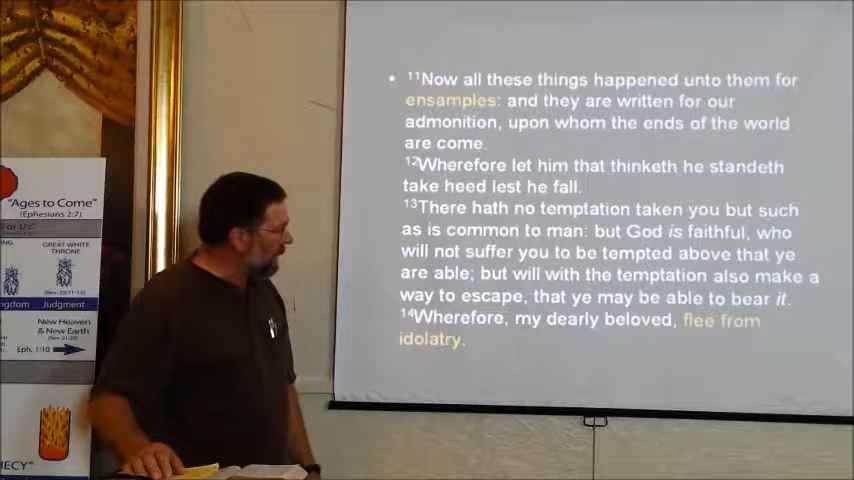 • ¹¹Now all these things happened unto them for
ensamples: and they are written for our
admonition, upon whom the ends of the world
are come.
¹²Wherefore let him that thinketh he standeth
take heed lest he fall.
¹³There hath no temptation taken you but such
as is common to man: but God is faithful, who
will not suffer you to be tempted above that ye
are able; but will with the temptation also make a
way to escape, that ye may be able to bear it.
¹⁴Wherefore, my dearly beloved, flee from
idolatry.
"Ages to Come"
(Ephesians 2:7)
For Us"
GREAT WHITE
THRONE
Judgment
New Heaven
& New Earth
(Rev. 21-22)
Eph. 1:10